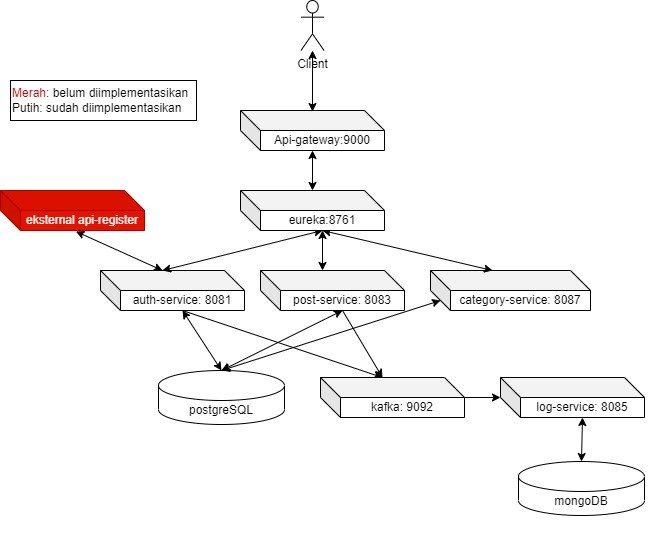 Client
Merah: belum diimplementasikan
Putih: sudah diimplementasikan
Api-gateway:9000
eksternal api-register
eureka:8761
auth-service: 8081
post-service: 8083
category-service: 8087
postgreSQL
kafka: 9092
log-service: 8085
mongoDB